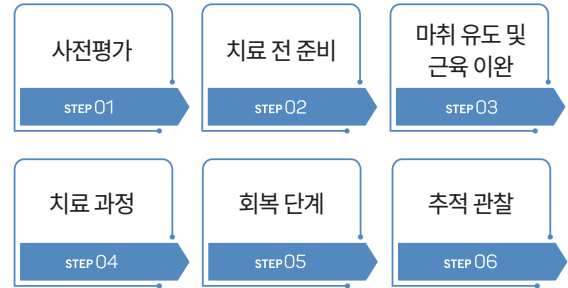 사전평가
STEP 01
치료 전 준비
STEP 02
마취 유도 및
근육 이완
STEP 03
치료 과정
STEP 04
회복 단계
STEP 05
추적 관찰
STEP 06